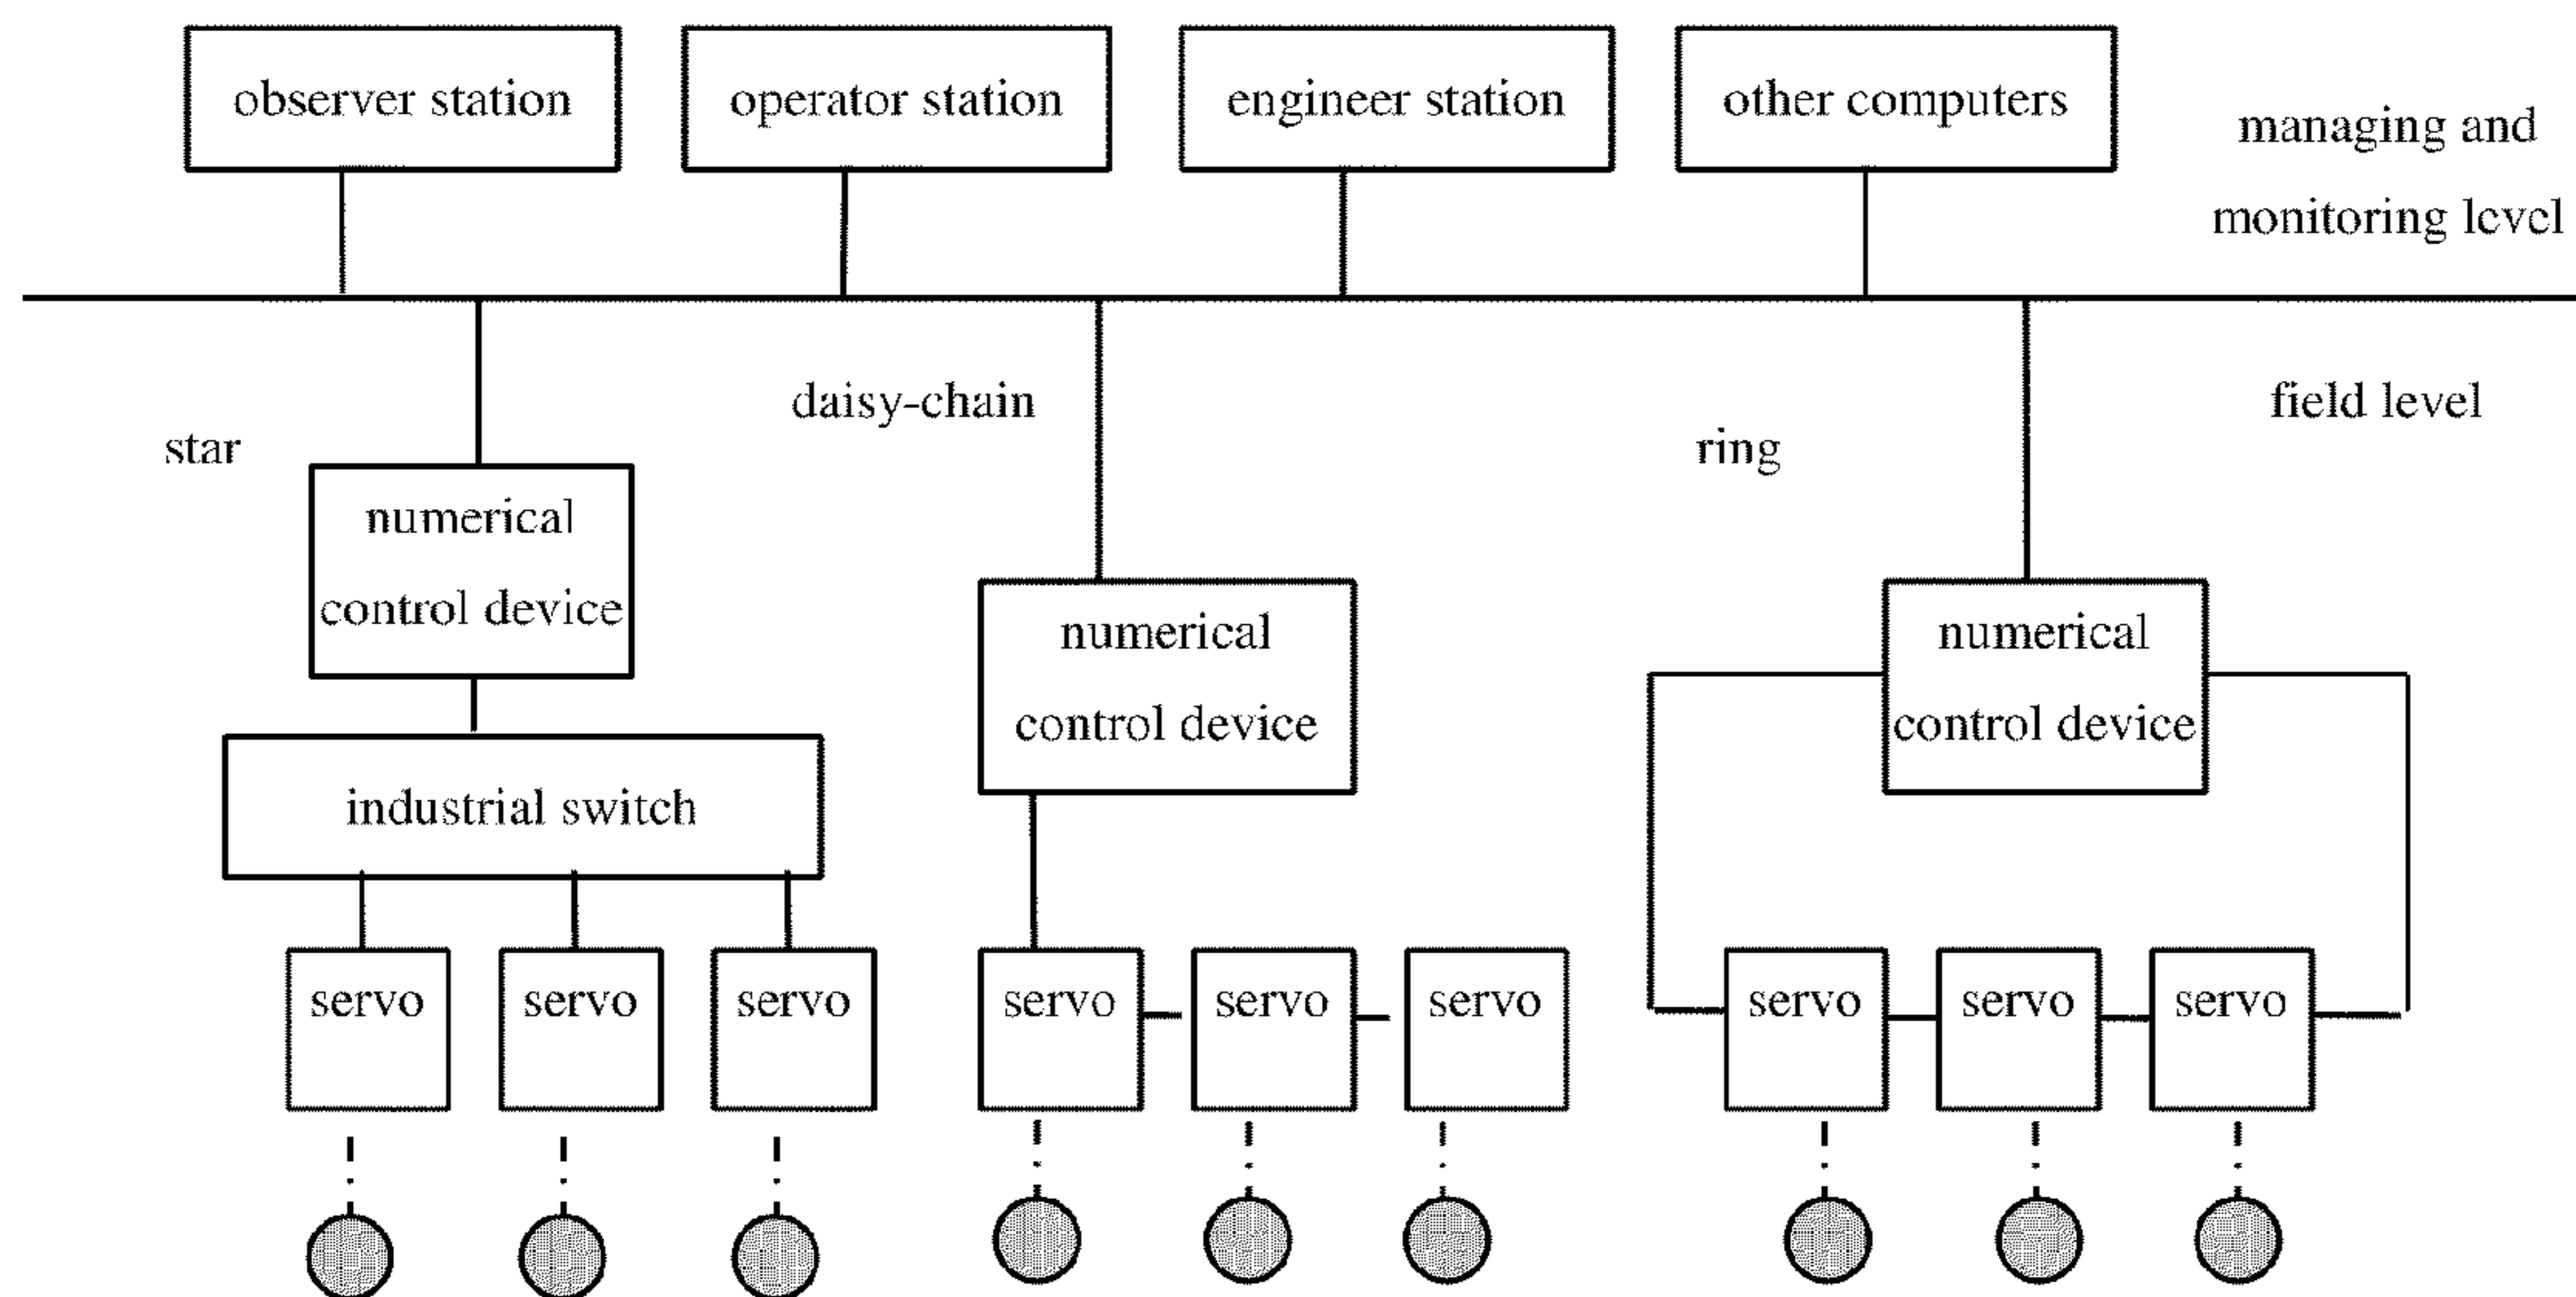 observer station
operator station
engineer station
other computers
managing and
monitoring level
star
daisy-chain
ring
field level
numerical
control device
numerical
control device
numerical
control device
industrial switch
servo
servo
servo
servo
servo
servo
servo
servo
servo